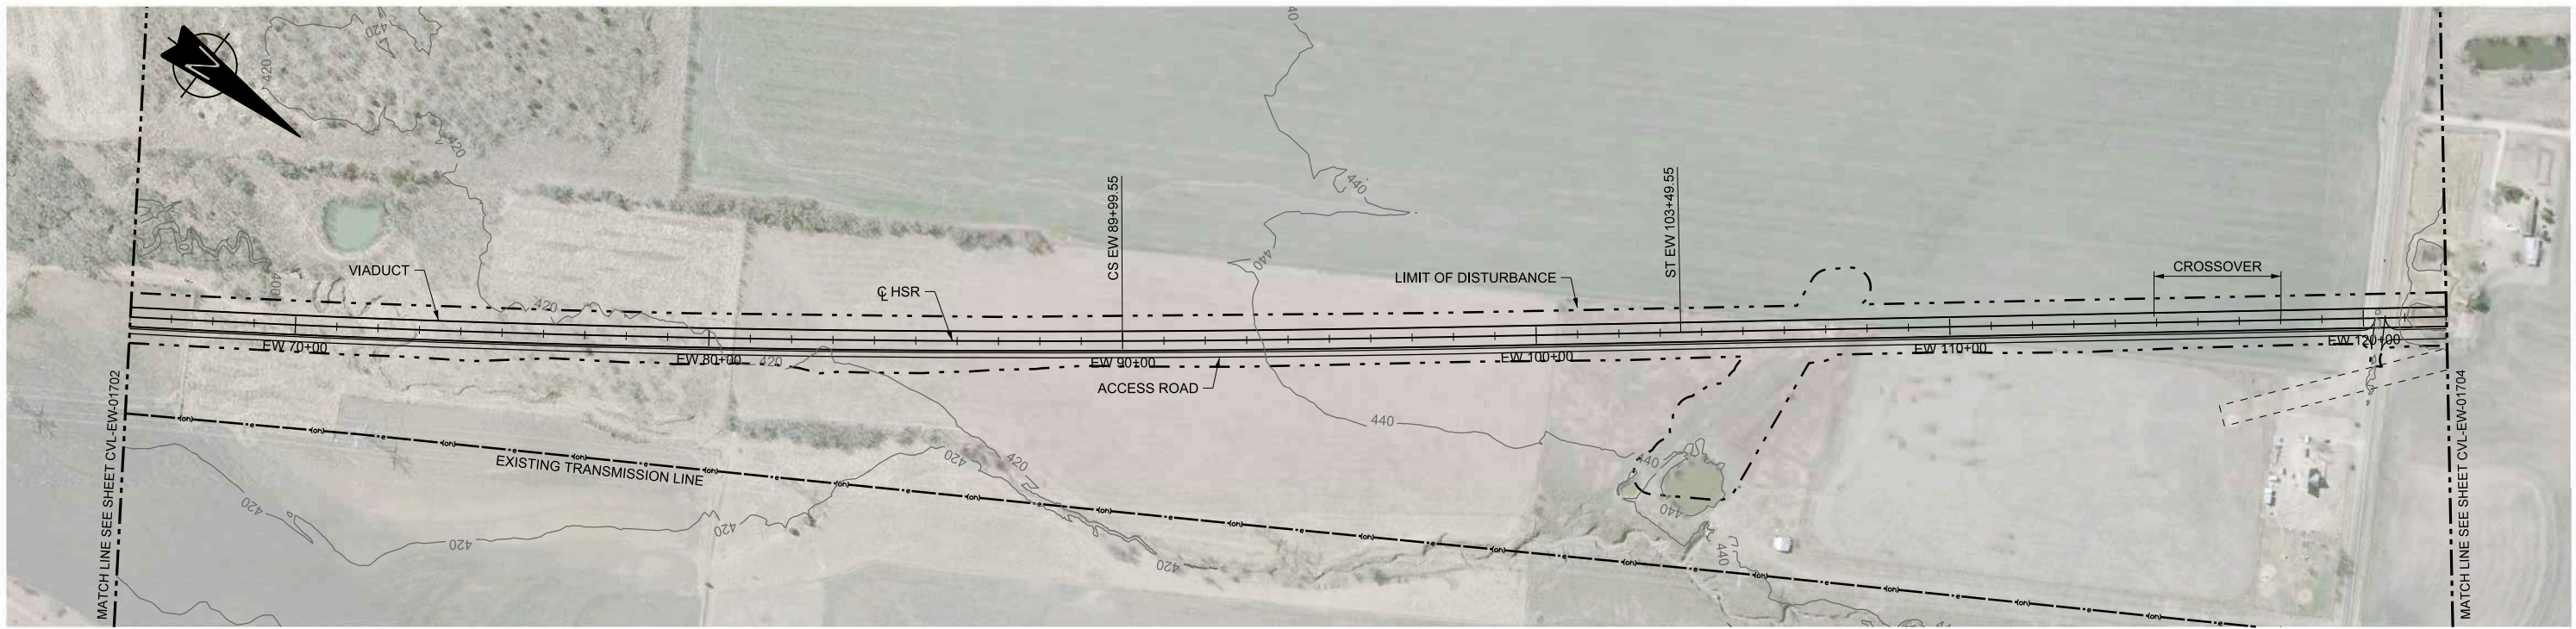 N
420
420
420
40
440
440
440
400
VIADUCT
420
℄ HSR
CS EW 89+99.55
LIMIT OF DISTURBANCE
ST EW 103+49.55
CROSSOVER
EW 70+00
EW 80+00
420
EW 90+00
EW 100+00
EW 110+00
EW 120+00
ACCESS ROAD
MATCH LINE SEE SHEET CVL-EW-01702
MATCH LINE SEE SHEET CVL-EW-01704
EXISTING TRANSMISSION LINE
420
420
420
420
420
420
440
440
440